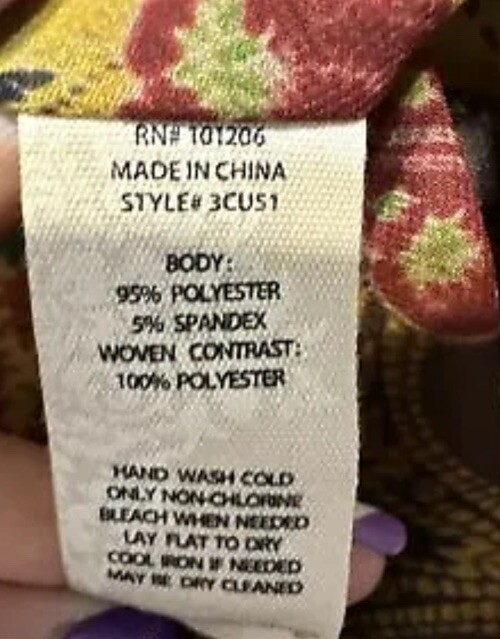 RN# 101206
MADE IN CHINA
STYLE# 3CU51
BODY:
95% POLYESTER
5% SPANDEX
WOVEN CONTRAST:
100% POLYESTER
HAND WASH COLD
ONLY NON-CHLORINE
BLEACH WHEN NEEDED
LAY FLAT TO DRY
COOL IRON IF NEEDED
MAY BE DRY CLEANED